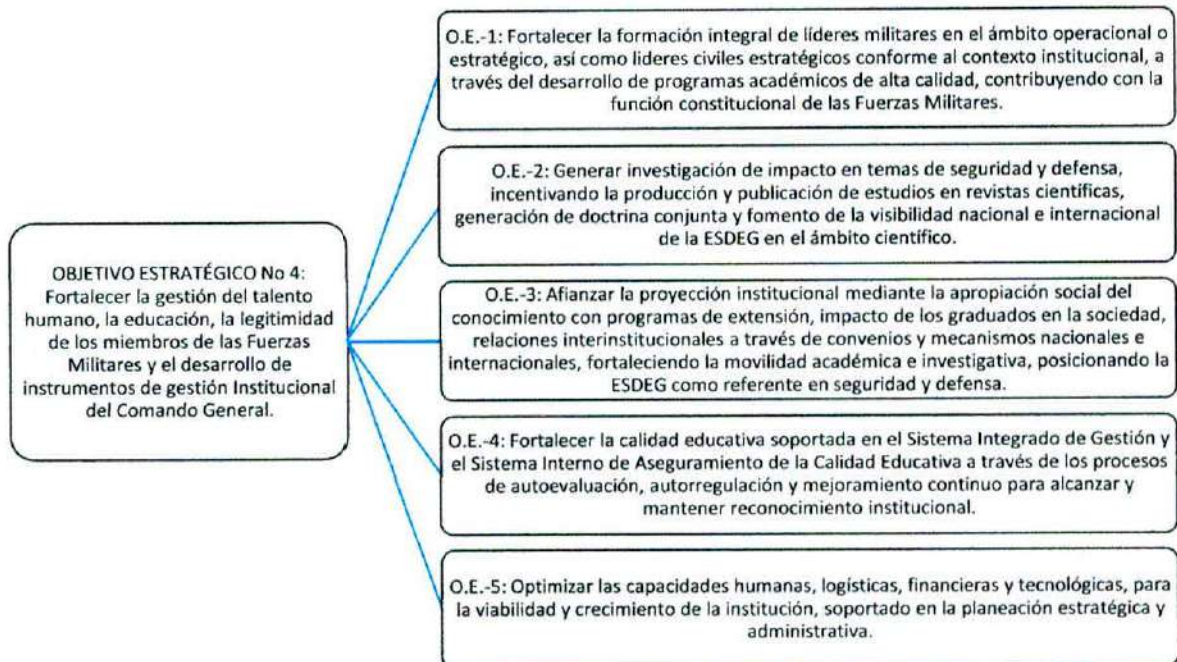 O.E.-1: Fortalecer la formación integral de líderes militares en el ámbito operacional o
estratégico, así como lideres civiles estratégicos conforme al contexto institucional, a
través del desarrollo de programas académicos de alta calidad, contribuyendo con la
función constitucional de las Fuerzas Militares.
O.E.-2: Generar investigación de impacto en temas de seguridad y defensa,
incentivando la producción y publicación de estudios en revistas científicas,
generación de doctrina conjunta y fomento de la visibilidad nacional e internacional
de la ESDEG en el ámbito científico.
OBJETIVO ESTRATÉGICO No 4:
Fortalecer la gestión del talento
humano, la educación, la legitimidad
de los miembros de las Fuerzas
Militares y el desarrollo de
instrumentos de gestión Institucional
del Comando General.
O.E.-3: Afianzar la proyección institucional mediante la apropiación social del
conocimiento con programas de extensión, impacto de los graduados en la sociedad,
relaciones interinstitucionales a través de convenios y mecanismos nacionales e
internacionales, fortaleciendo la movilidad académica e investigativa, posicionando la
ESDEG como referente en seguridad y defensa.
O.E.-4: Fortalecer la calidad educativa soportada en el Sistema Integrado de Gestión y
el Sistema Interno de Aseguramiento de la Calidad Educativa a través de los procesos
de autoevaluación, autorregulación y mejoramiento continuo para alcanzar y
mantener reconocimiento institucional.
O.E.-5: Optimizar las capacidades humanas, logísticas, financieras y tecnológicas, para
la viabilidad y crecimiento de la institución, soportado en la planeación estratégica y
administrativa.